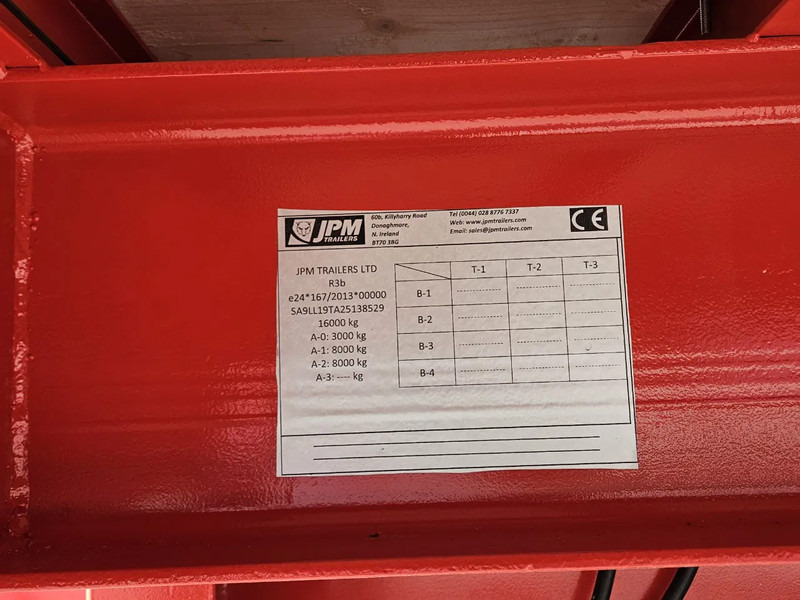 JPM
TRAILERS
60b, Killyharry Road
Donaghmore,
N. Ireland
BT70 3BG
Tel (0044) 028 8776 7337
Web: www.jpmtrailers.com
Email: sales@jpmtrailers.com
CE
JPM TRAILERS LTD
R3b
e24*167/2013*00000
SA9LL19TA25138529
16000 kg
A-0: 3000 kg
A-1: 8000 kg
A-2: 8000 kg
A-3: ---- kg
T-1 T-2 T-3
B-1 ------------ ------------ ------------
B-2 ------------ ------------ ------------
B-3 ------------ ------------ ------------
B-4 ------------ ------------ ------------